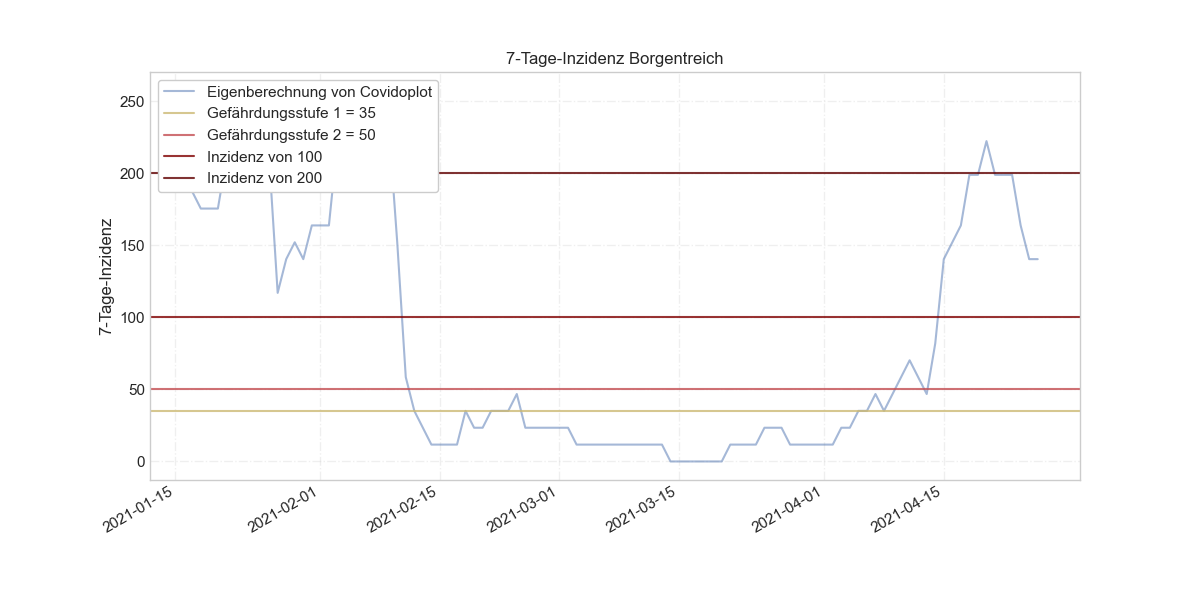 7-Tage-Inzidenz Borgentreich
Eigenberechnung von Covidoplot
Gefährdungsstufe 1 = 35
Gefährdungsstufe 2 = 50
Inzidenz von 100
Inzidenz von 200
7-Tage-Inzidenz
250
200
150
100
50
0
2021-01-15
2021-02-01
2021-02-15
2021-03-01
2021-03-15
2021-04-01
2021-04-15